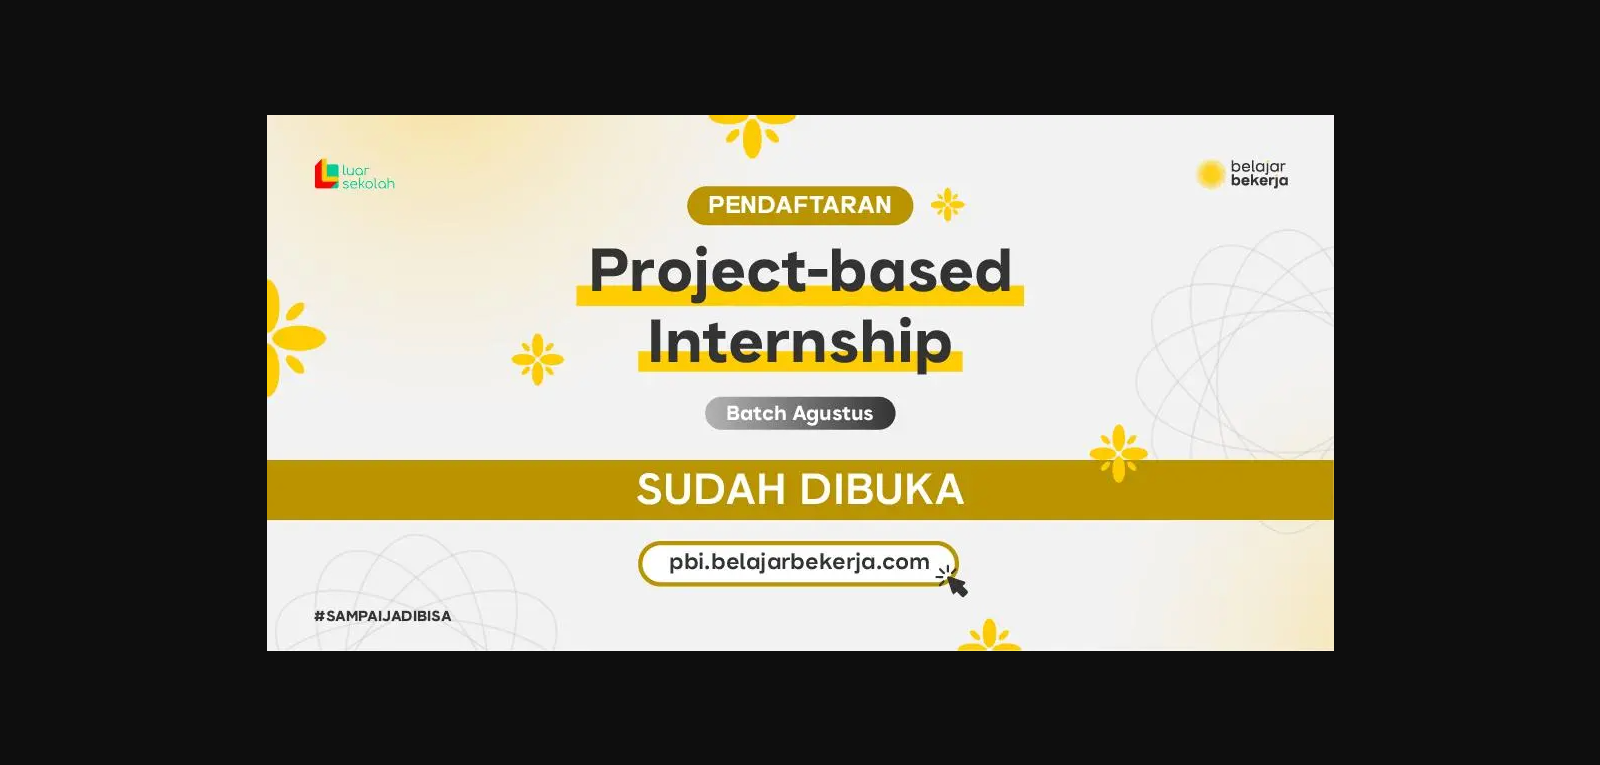 luar
sekolah
belajar
bekerja
PENDAFTARAN
Project-based
Internship
Batch Agustus
SUDAH DIBUKA
pbi.belajarbekerja.com
#SAMPAIJADIBISA